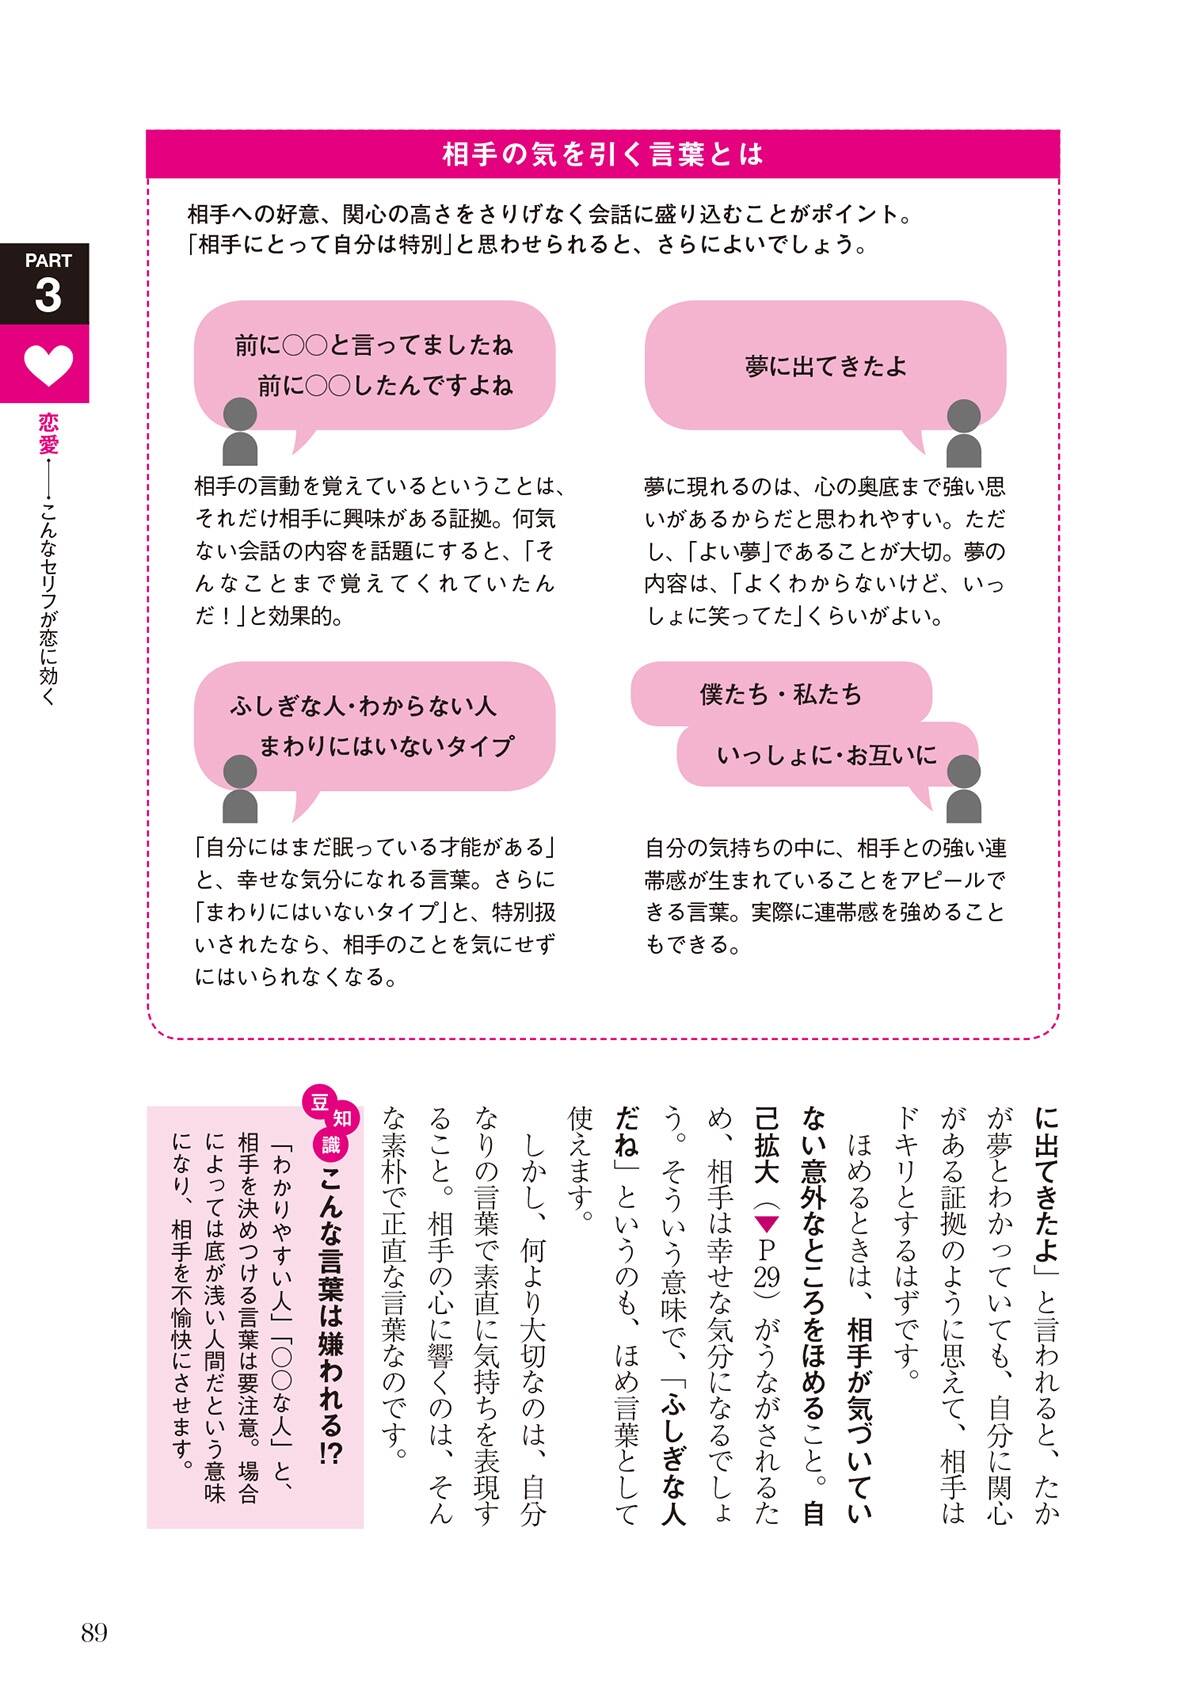 相手の気を引く言葉とは
相手への好意、関心の高さをさりげなく会話に盛り込むことがポイント。
「相手にとって自分は特別」と思わせられると、さらによいでしょう。
PART
3
恋愛――こんなセリフが恋に効く
前に○○と言ってましたね
前に○○したんですよね
相手の言動を覚えているということは、
それだけ相手に興味がある証拠。何気
ない会話の内容を話題にすると、「そ
んなことまで覚えてくれていたん
だ！」と効果的。
夢に出てきたよ
夢に現れるのは、心の奥底まで強い思
いがあるからだと思われやすい。ただ
し、「よい夢」であることが大切。夢の
内容は、「よくわからないけど、いっ
しょに笑ってた」くらいがよい。
ふしぎな人・わからない人
まわりにはいないタイプ
「自分にはまだ眠っている才能がある」
と、幸せな気分になれる言葉。さらに
「まわりにはいないタイプ」と、特別扱
いされたなら、相手のことを気にせず
にはいられなくなる。
僕たち・私たち
いっしょに・お互いに
自分の気持ちの中に、相手との強い連
帯感が生まれていることをアピールで
きる言葉。実際に連帯感を強めること
もできる。
に出てきたよ」と言われると、たか
が夢とわかっていても、自分に関心
がある証拠のように思えて、相手は
ドキリとするはずです。
ほめるときは、相手が気づいてい
ない意外なところをほめること。自
己拡大（▼P29）がうながされるた
め、相手は幸せな気分になるでしょ
う。そういう意味で、「ふしぎな人
だね」というのも、ほめ言葉として
使えます。
しかし、何より大切なのは、自分
なりの言葉で素直に気持ちを表現す
ること。相手の心に響くのは、そん
な素朴で正直な言葉なのです。
豆知識
こんな言葉は嫌われる!?
「わかりやすい人」「○○な人」と、
相手を決めつける言葉は要注意。場合
によっては底が浅い人間だという意味
になり、相手を不愉快にさせます。
89